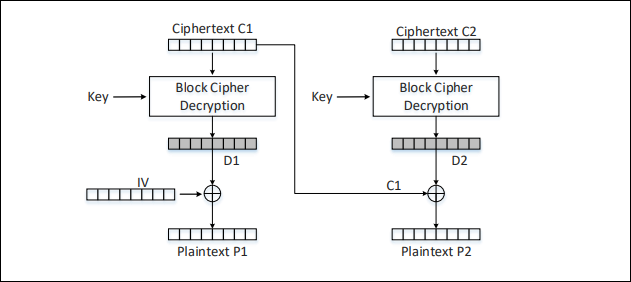 Ciphertext C1
Ciphertext C2
Key
Block Cipher
Decryption
Key
Block Cipher
Decryption
D1
D2
IV
C1
Plaintext P1
Plaintext P2